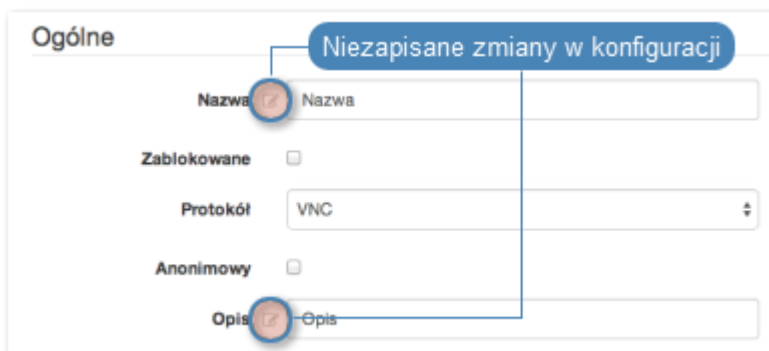 Ogólne
Niezapisane zmiany w konfiguracji
Nazwa Nazwa
Zablokowane
Protokół VNC
Anonimowy
Opis Opis